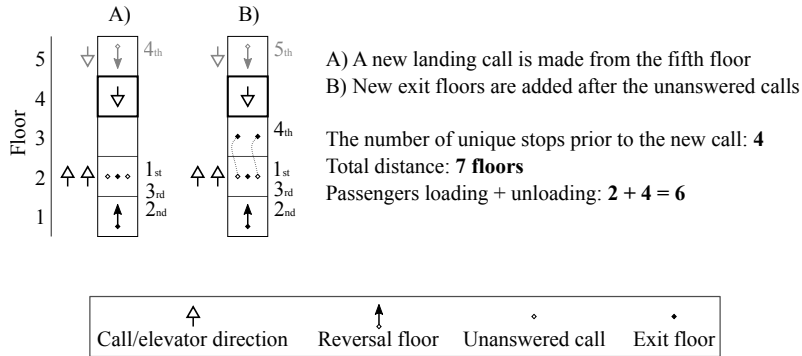 A)
B)
Floor
5
4
3
2
1
4th
1st
3rd
2nd
5th
4th
1st
3rd
2nd
A) A new landing call is made from the fifth floor
B) New exit floors are added after the unanswered calls
The number of unique stops prior to the new call: 4
Total distance: 7 floors
Passengers loading + unloading: 2 + 4 = 6
Call/elevator direction
Reversal floor
Unanswered call
Exit floor